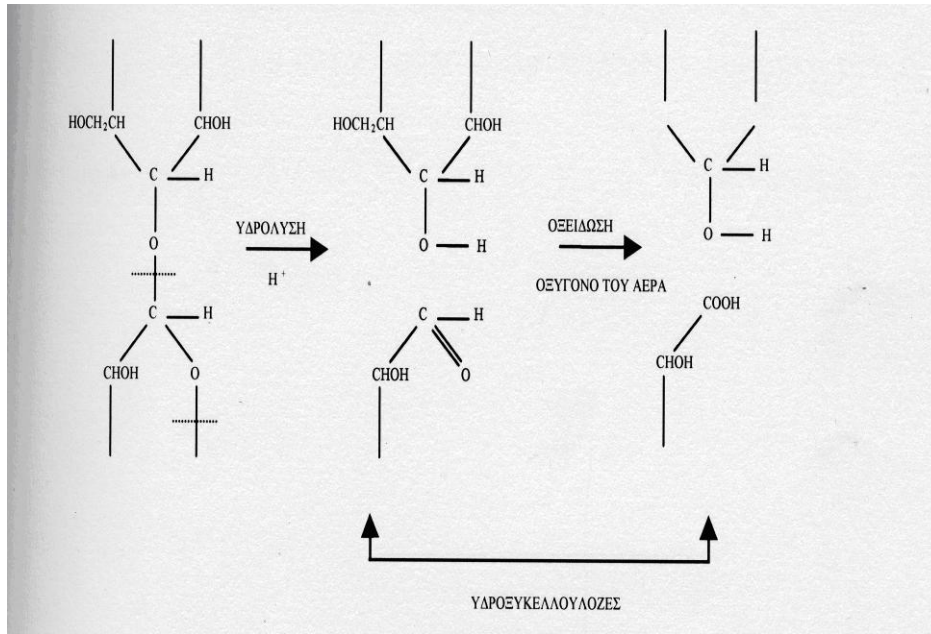 HOCH₂CH CHOH HOCH₂CH CHOH
C H C H C H
ΥΔΡΟΛΥΣΗ ΟΞΕΙΔΩΣΗ
O O H O H
H⁺ ΟΞΥΓΟΝΟ ΤΟΥ ΑΕΡΑ
C H C H COOH
CHOH O CHOH O CHOH
ΥΔΡΟΞΥΚΕΛΛΟΥΛΟΖΕΣ